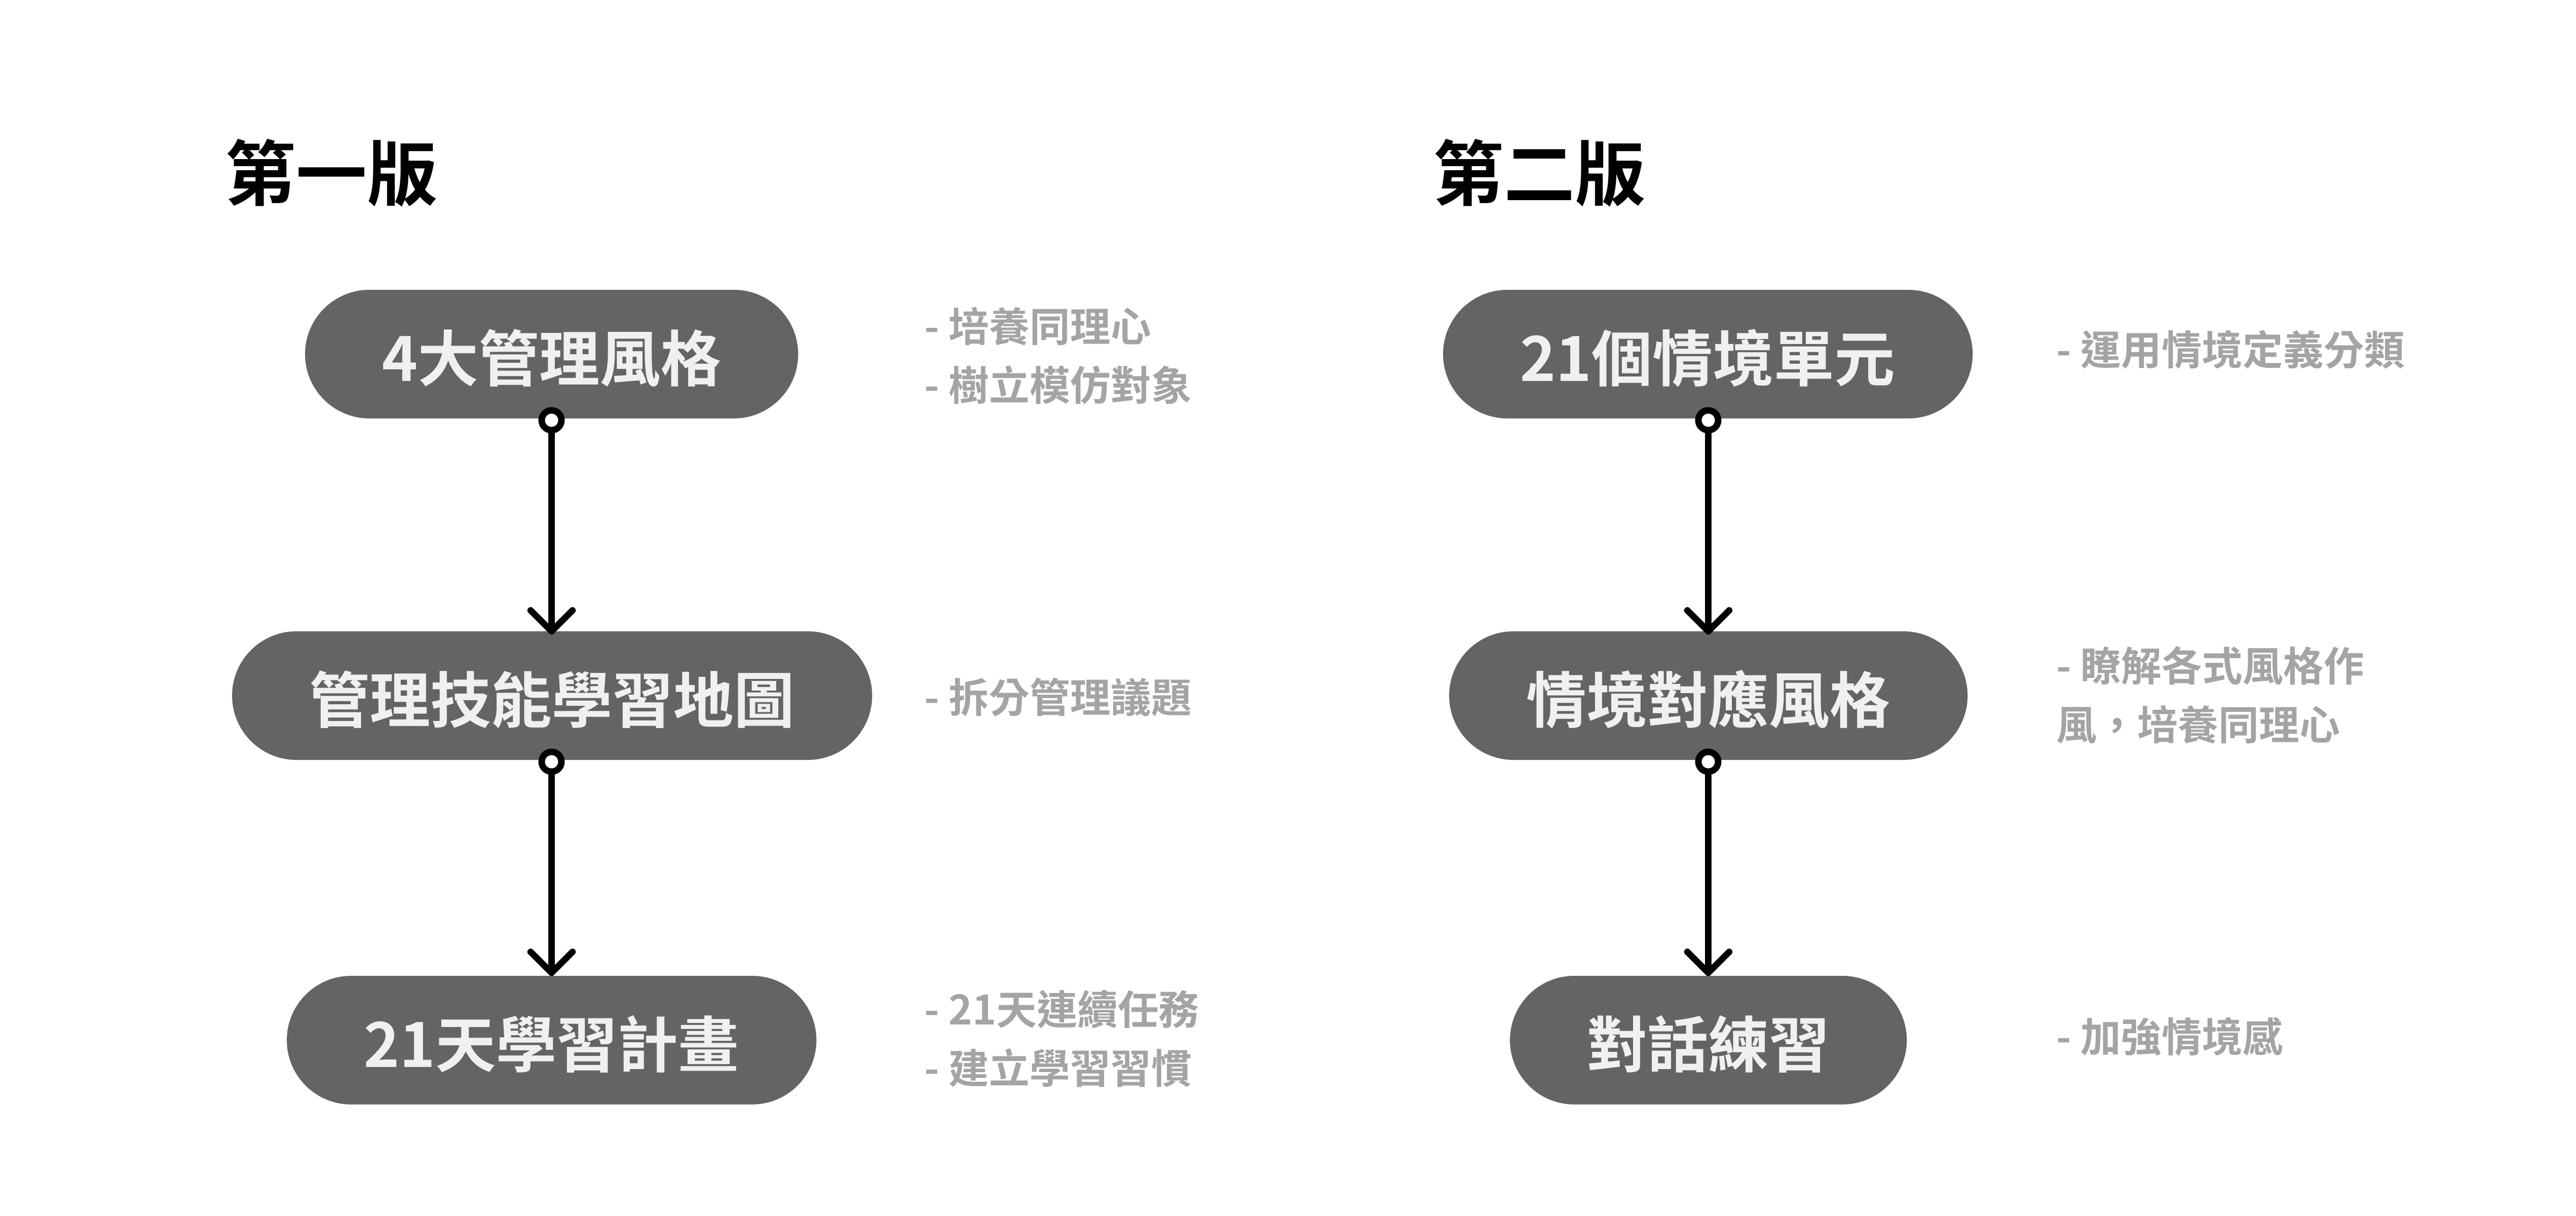 第一版
4大管理風格
- 培養同理心
- 樹立模仿對象
管理技能學習地圖
- 拆分管理議題
21天學習計畫
- 21天連續任務
- 建立學習習慣
第二版
21個情境單元
- 運用情境定義分類
情境對應風格
- 瞭解各式風格作
風，培養同理心
對話練習
- 加強情境感